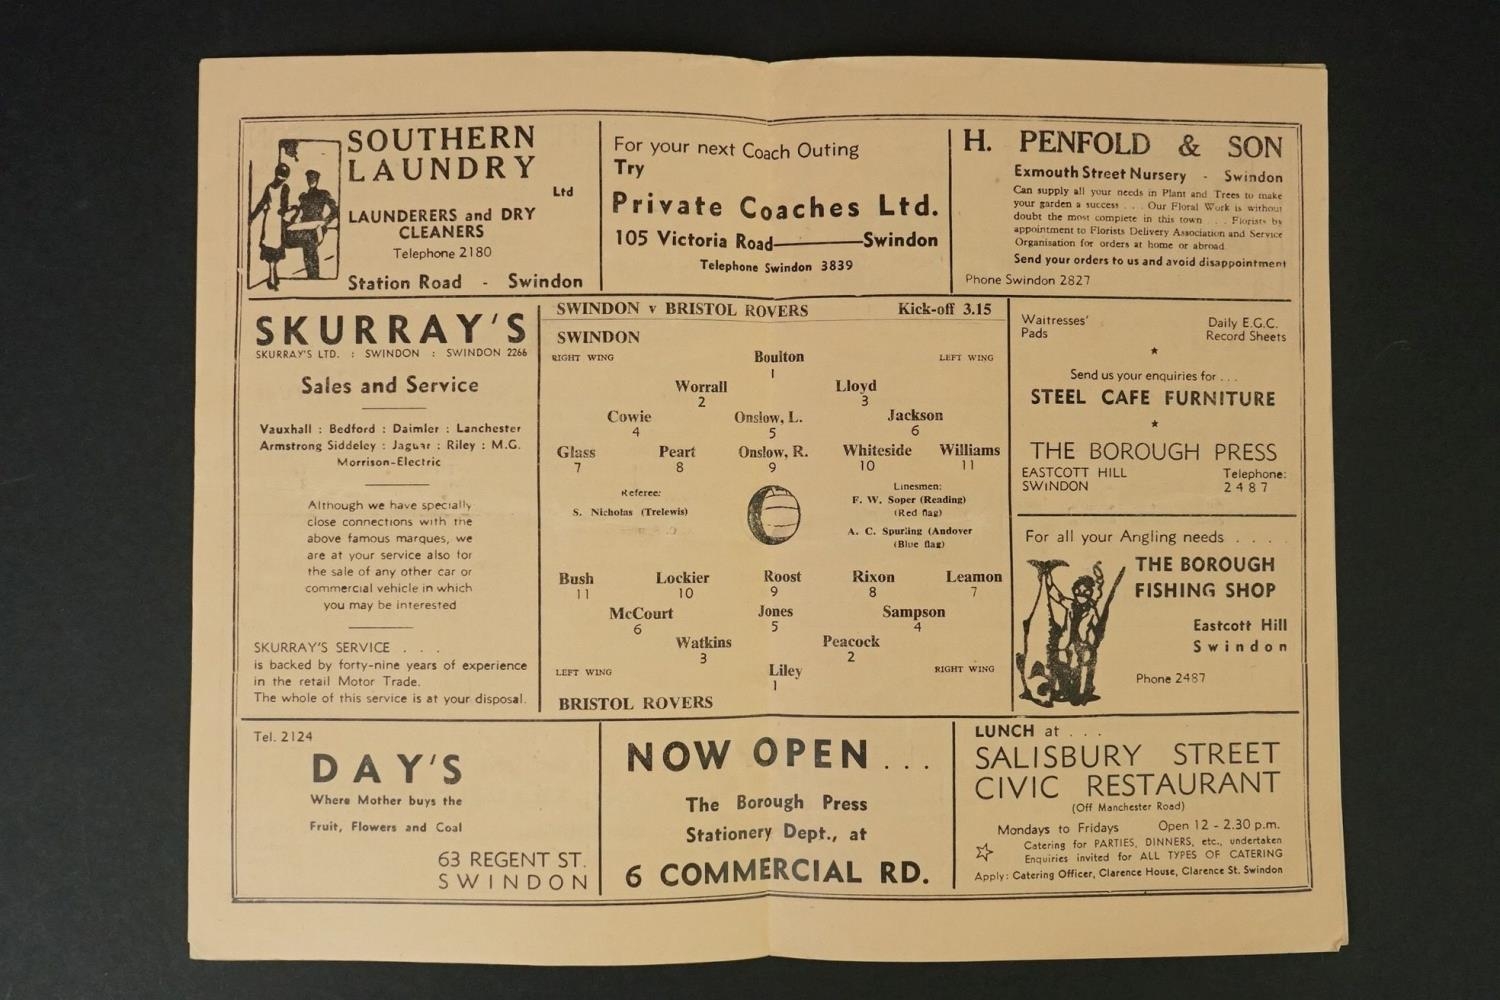 SOUTHERN
LAUNDRY
Ltd
LAUNDERERS and DRY
CLEANERS
Telephone 2180
Station Road - Swindon
For your next Coach Outing
Try
Private Coaches Ltd.
105 Victoria Road Swindon
Telephone Swindon 3839
H. PENFOLD & SON
Exmouth Street Nursery - Swindon
Can supply all your needs in Plant and Trees to make
your garden a success . . . Our Floral Work is without
doubt the most complete in this town . . . Florists by
appointment to Florists Delivery Association and Service
Organisation for orders at home or abroad
Send your orders to us and avoid disappointment
Phone Swindon 2827
SKURRAY'S
SKURRAY'S LTD. : SWINDON : SWINDON 2266
Sales and Service
Vauxhall : Bedford : Daimler : Lanchester
Armstrong Siddeley : Jaguar : Riley : M.G.
Morrison-Electric
Although we have specially
close connections with the
above famous marques, we
are at your service also for
the sale of any other car or
commercial vehicle in which
you may be interested
SKURRAY'S SERVICE . . .
is backed by forty-nine years of experience
in the retail Motor Trade.
The whole of this service is at your disposal.
SWINDON v BRISTOL ROVERS Kick-off 3.15
SWINDON
RIGHT WING Boulton LEFT WING
1
Worrall Lloyd
2 3
Cowie Onslow, L. Jackson
4 5 6
Glass Peart Onslow, R. Whiteside Williams
7 8 9 10 11
Referee:
S. Nicholas (Trelewis)
Linesmen:
F. W. Soper (Reading)
(Red flag)
A. C. Spurling (Andover
(Blue flag)
Bush Lockier Roost Rixon Leamon
11 10 9 8 7
McCourt Jones Sampson
6 5 4
Watkins Peacock
3 2
LEFT WING Liley RIGHT WING
1
BRISTOL ROVERS
Waitresses' Daily E.G.C.
Pads Record Sheets
Send us your enquiries for . . .
STEEL CAFE FURNITURE
THE BOROUGH PRESS
EASTCOTT HILL Telephone:
SWINDON 2 4 8 7
For all your Angling needs . . . .
THE BOROUGH
FISHING SHOP
Eastcott Hill
Swindon
Phone 2487
Tel. 2124
DAY'S
Where Mother buys the
Fruit, Flowers and Coal
63 REGENT ST.
SWINDON
NOW OPEN . . .
The Borough Press
Stationery Dept., at
6 COMMERCIAL RD.
LUNCH at . . .
SALISBURY STREET
CIVIC RESTAURANT
(Off Manchester Road)
Mondays to Fridays Open 12 - 2.30 p.m.
Catering for PARTIES, DINNERS, etc., undertaken
Enquiries invited for ALL TYPES OF CATERING
Apply: Catering Officer, Clarence House, Clarence St. Swindon